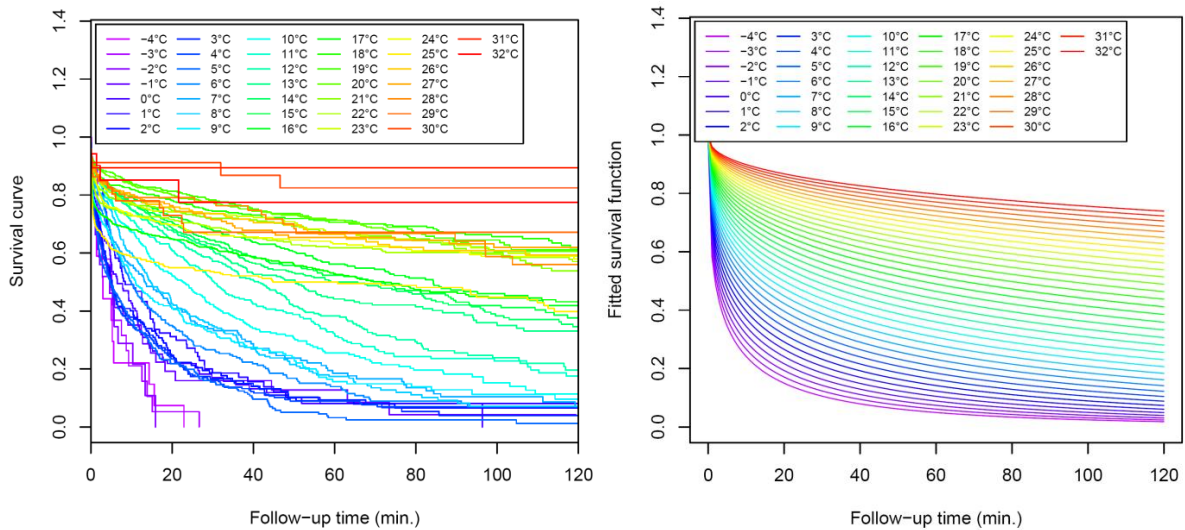 1.4
1.2
1.0
0.8
0.6
0.4
0.2
0.0
Survival curve
−4°C 3°C 10°C 17°C 24°C 31°C
−3°C 4°C 11°C 18°C 25°C 32°C
−2°C 5°C 12°C 19°C 26°C
−1°C 6°C 13°C 20°C 27°C
0°C 7°C 14°C 21°C 28°C
1°C 8°C 15°C 22°C 29°C
2°C 9°C 16°C 23°C 30°C
0 20 40 60 80 100 120
Follow−up time (min.)
1.4
1.2
1.0
0.8
0.6
0.4
0.2
0.0
Fitted survival function
−4°C 3°C 10°C 17°C 24°C 31°C
−3°C 4°C 11°C 18°C 25°C 32°C
−2°C 5°C 12°C 19°C 26°C
−1°C 6°C 13°C 20°C 27°C
0°C 7°C 14°C 21°C 28°C
1°C 8°C 15°C 22°C 29°C
2°C 9°C 16°C 23°C 30°C
0 20 40 60 80 100 120
Follow−up time (min.)